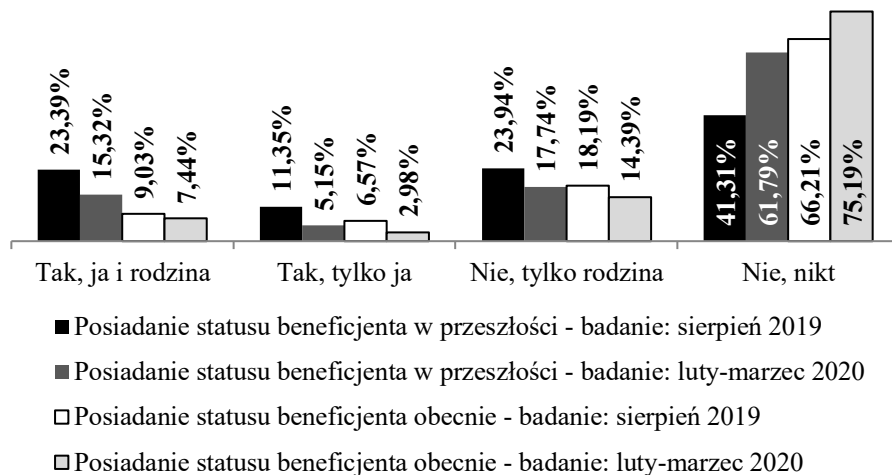 23,39%
15,32%
9,03%
7,44%
11,35%
5,15%
6,57%
2,98%
23,94%
17,74%
18,19%
14,39%
41,31%
61,79%
66,21%
75,19%
Tak, ja i rodzina
Tak, tylko ja
Nie, tylko rodzina
Nie, nikt
Posiadanie statusu beneficjenta w przeszłości - badanie: sierpień 2019
Posiadanie statusu beneficjenta w przeszłości - badanie: luty-marzec 2020
Posiadanie statusu beneficjenta obecnie - badanie: sierpień 2019
Posiadanie statusu beneficjenta obecnie - badanie: luty-marzec 2020